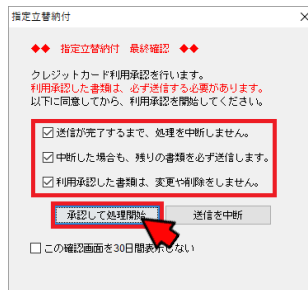 指定立替納付
◆◆ 指定立替納付 最終確認 ◆◆
クレジットカード利用承認を行います。
利用承認した書類は、必ず送信する必要があります。
以下に同意してから、利用承認を開始してください。
送信が完了するまで、処理を中断しません。
中断した場合も、残りの書類を必ず送信します。
利用承認した書類は、変更や削除をしません。
承認して処理開始 送信を中断
この確認画面を30日間表示しない